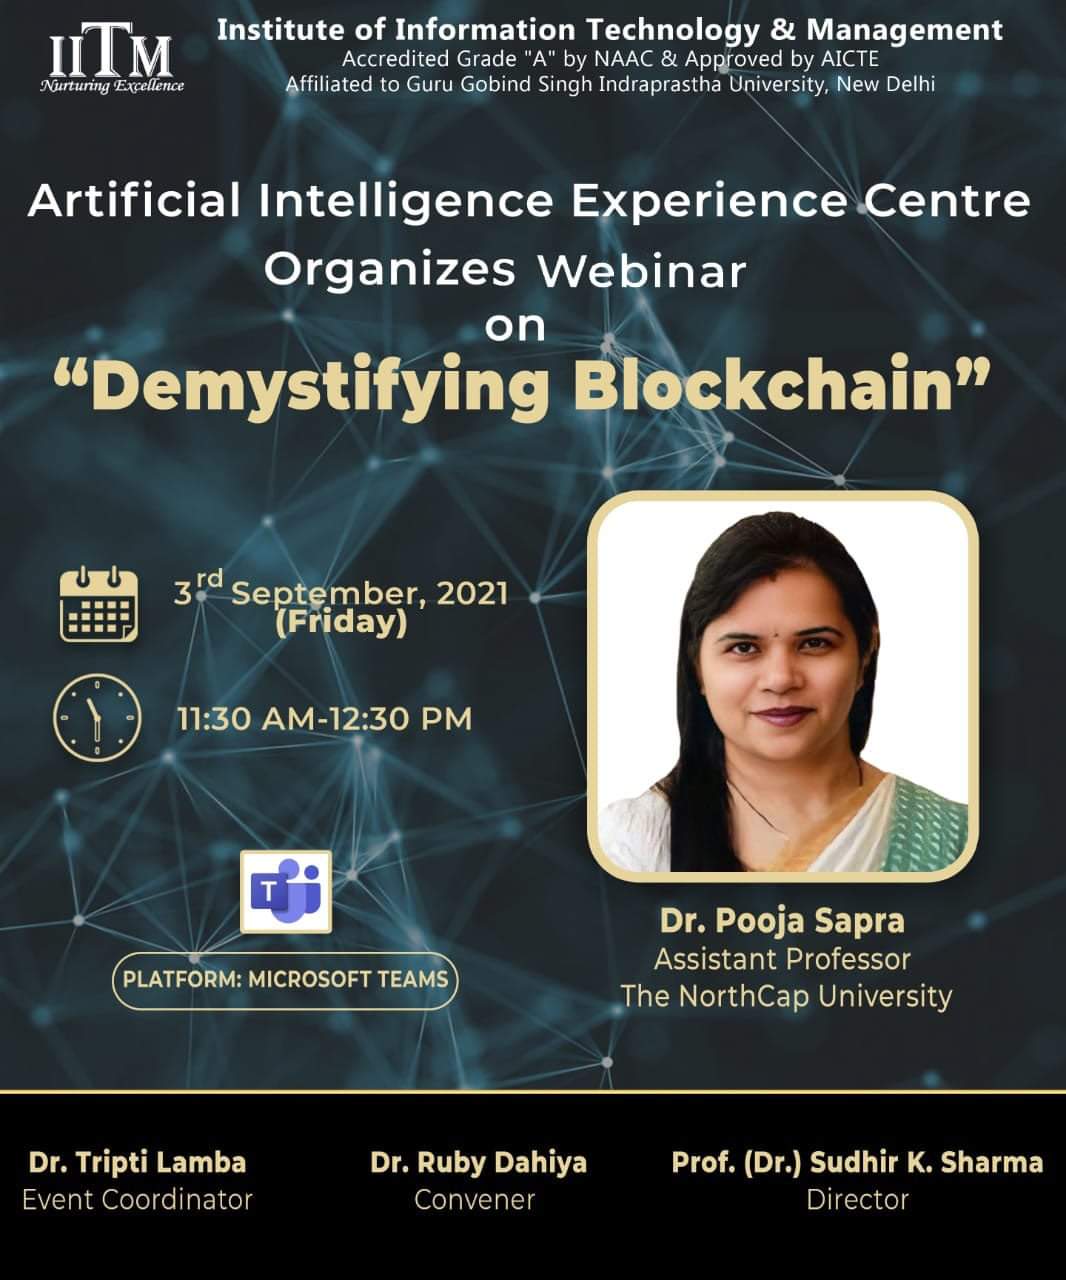 IITM
Nurturing Excellence
Institute of Information Technology & Management
Accredited Grade "A" by NAAC & Approved by AICTE
Affiliated to Guru Gobind Singh Indraprastha University, New Delhi
Artificial Intelligence Experience Centre
Organizes Webinar
on
“Demystifying Blockchain”
3rd September, 2021
(Friday)
11:30 AM-12:30 PM
T
PLATFORM: MICROSOFT TEAMS
Dr. Pooja Sapra
Assistant Professor
The NorthCap University
Dr. Tripti Lamba
Event Coordinator
Dr. Ruby Dahiya
Convener
Prof. (Dr.) Sudhir K. Sharma
Director